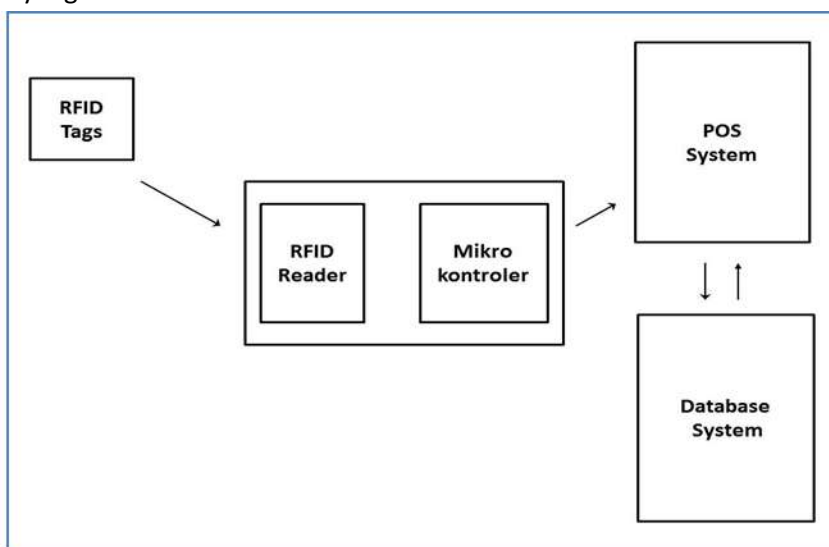 RFID
Tags
RFID
Reader
Mikro
kontroler
POS
System
Database
System